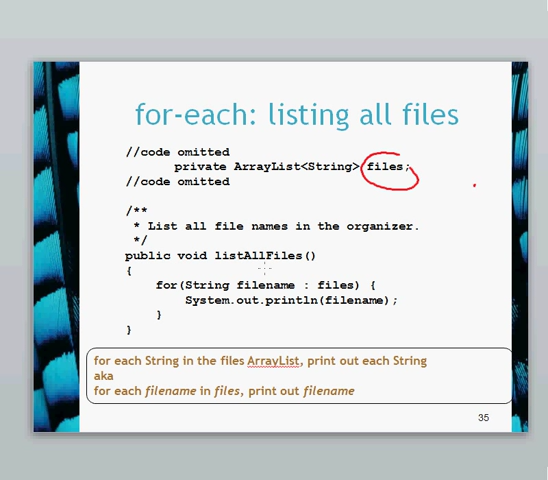 for-each: listing all files
//code omitted
private ArrayList<String> files;
//code omitted
/**
* List all file names in the organizer.
*/
public void listAllFiles()
{
for(String filename : files) {
System.out.println(filename);
}
}
for each String in the files ArrayList, print out each String
aka
for each filename in files, print out filename
35